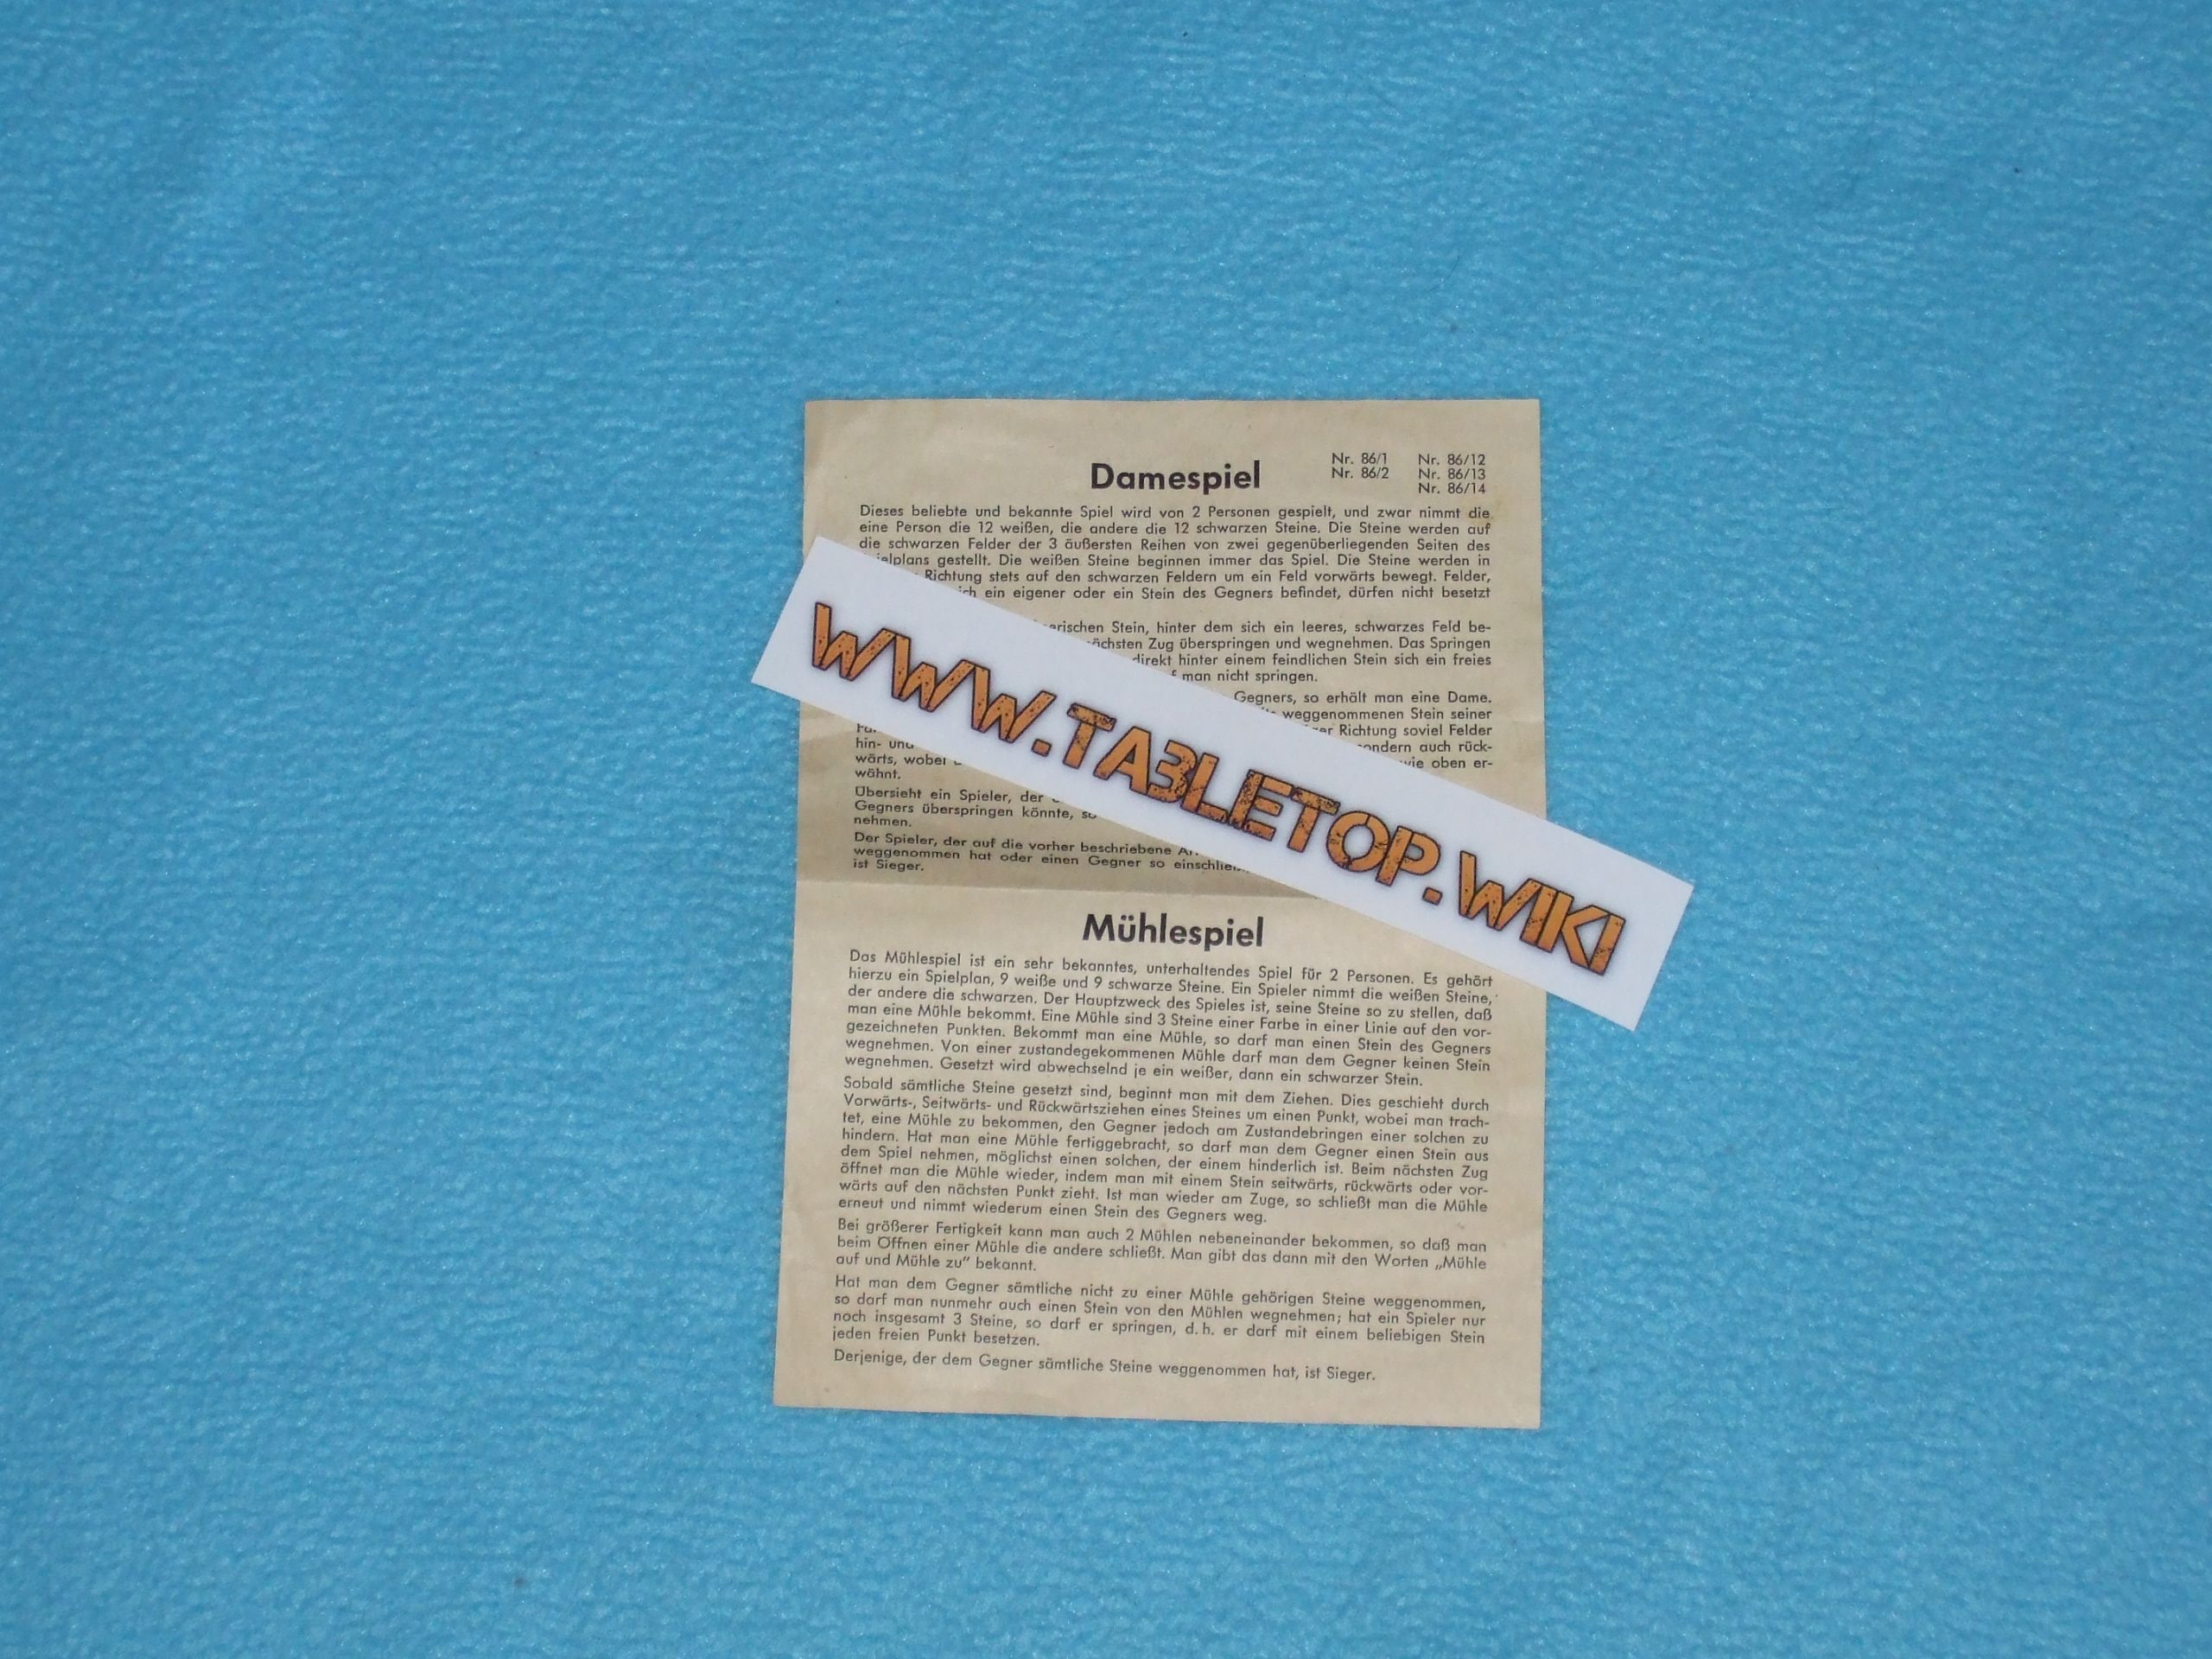 Damespiel
Nr. 86/1 Nr. 86/12
Nr. 86/2 Nr. 86/13
Nr. 86/14
Dieses beliebte und bekannte Spiel wird von 2 Personen gespielt, und zwar nimmt die
eine Person die 12 weißen, die andere die 12 schwarzen Steine. Die Steine werden auf
die schwarzen Felder der 3 äußersten Reihen von zwei gegenüberliegenden Seiten des
gestellt. Die weißen Steine beginnen immer das Spiel. Die Steine werden in
Richtung stets auf den schwarzen Feldern um ein Feld vorwärts bewegt. Felder,
ein eigener oder ein Stein des Gegners befindet, dürfen nicht besetzt
Stein, hinter dem sich ein leeres, schwarzes Feld be-
Zug überspringen und wegnehmen. Das Springen
direkt hinter einem feindlichen Stein sich ein freies
man nicht springen.
Gegners, so erhält man eine Dame.
weggenommenen Stein seiner
Richtung soviel Felder
hin- und auch rück-
wärts, wobei wie oben er-
wähnt.
Übersieht ein Spieler, der
Gegners überspringen könnte,
nehmen.
Der Spieler, der auf die vorher beschriebene
weggenommen hat oder einen Gegner so
ist Sieger.
WWW.TABLETOP.WIKI
Mühlespiel
Das Mühlespiel ist ein sehr bekanntes, unterhaltendes Spiel für 2 Personen. Es gehört
hierzu ein Spielplan, 9 weiße und 9 schwarze Steine. Ein Spieler nimmt die weißen Steine,
der andere die schwarzen. Der Hauptzweck des Spieles ist, seine Steine so zu stellen, daß
man eine Mühle bekommt. Eine Mühle sind 3 Steine einer Farbe in einer Linie auf den vor-
gezeichneten Punkten. Bekommt man eine Mühle, so darf man einen Stein des Gegners
wegnehmen. Von einer zustandegekommenen Mühle darf man dem Gegner keinen Stein
wegnehmen. Gesetzt wird abwechselnd je ein weißer, dann ein schwarzer Stein.
Sobald sämtliche Steine gesetzt sind, beginnt man mit dem Ziehen. Dies geschieht durch
Vorwärts-, Seitwärts- und Rückwärtsziehen eines Steines um einen Punkt, wobei man trach-
tet, eine Mühle zu bekommen, den Gegner jedoch am Zustandebringen einer solchen zu
hindern. Hat man eine Mühle fertiggebracht, so darf man dem Gegner einen Stein aus
dem Spiel nehmen, möglichst einen solchen, der einem hinderlich ist. Beim nächsten Zug
öffnet man die Mühle wieder, indem man mit einem Stein seitwärts, rückwärts oder vor-
wärts auf den nächsten Punkt zieht. Ist man wieder am Zuge, so schließt man die Mühle
erneut und nimmt wiederum einen Stein des Gegners weg.
Bei größerer Fertigkeit kann man auch 2 Mühlen nebeneinander bekommen, so daß man
beim Öffnen einer Mühle die andere schließt. Man gibt das dann mit den Worten „Mühle
auf und Mühle zu" bekannt.
Hat man dem Gegner sämtliche nicht zu einer Mühle gehörigen Steine weggenommen,
so darf man nunmehr auch einen Stein von den Mühlen wegnehmen; hat ein Spieler nur
noch insgesamt 3 Steine, so darf er springen, d. h. er darf mit einem beliebigen Stein
jeden freien Punkt besetzen.
Derjenige, der dem Gegner sämtliche Steine weggenommen hat, ist Sieger.